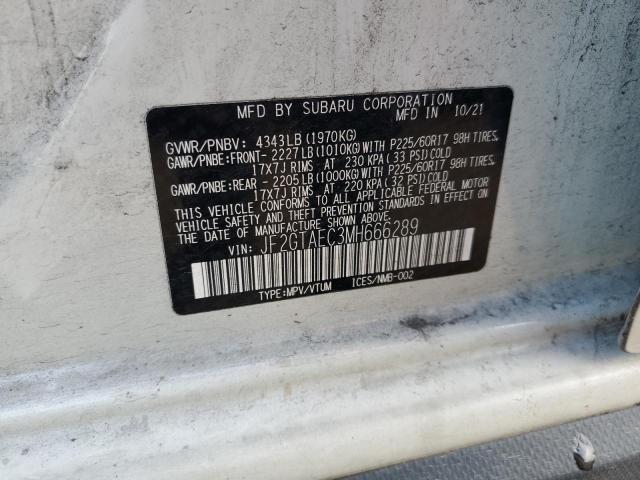 MFD BY SUBARU CORPORATION
MFD IN 10/21
GVWR/PNBV: 4343LB(1970KG)
GAWR/PNBE:FRONT- 2227LB(1010KG)WITH P225/60R17 98H TIRES,
17X7J RIMS AT 230 KPA(33 PSI)COLD
GAWR/PNBE:REAR - 2205LB(1000KG)WITH P225/60R17 98H TIRES,
17X7J RIMS AT 220 KPA(32 PSI)COLD
THIS VEHICLE CONFORMS TO ALL APPLICABLE FEDERAL MOTOR
VEHICLE SAFETY AND THEFT PREVENTION STANDARDS
IN EFFECT ON THE DATE OF MANUFACTURE SHOWN ABOVE.
VIN: JF2GTAEC3MH666289
TYPE:MPV/VTUM ICES/NMB-002